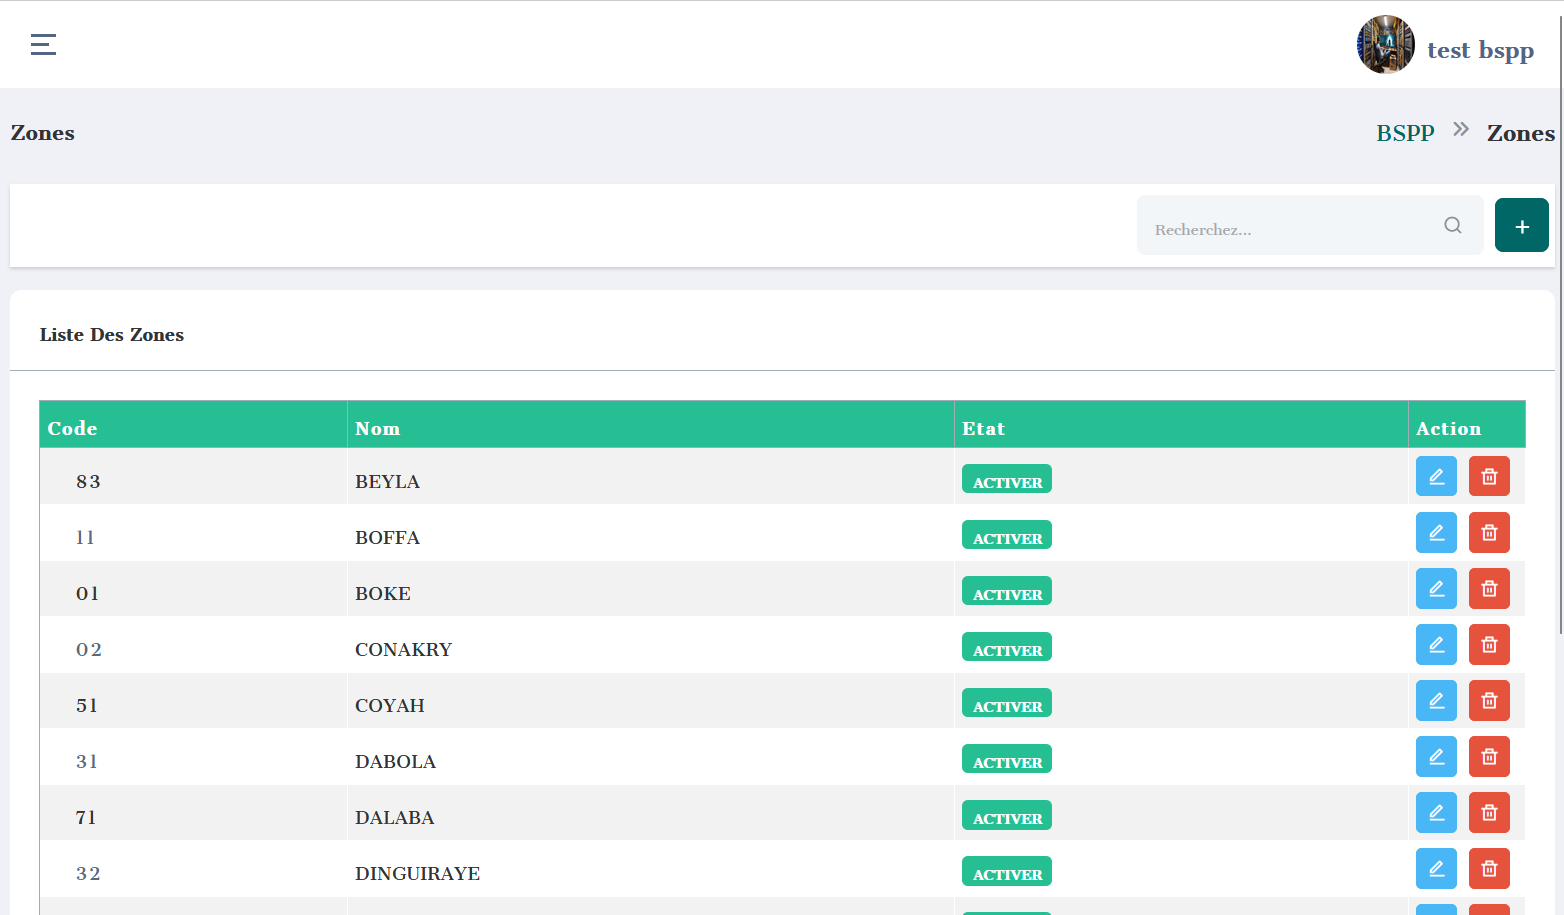 test bspp
Zones
BSPP » Zones
Recherchez...
+
Liste Des Zones
Code Nom Etat Action
83 BEYLA ACTIVER
11 BOFFA ACTIVER
01 BOKE ACTIVER
02 CONAKRY ACTIVER
51 COYAH ACTIVER
31 DABOLA ACTIVER
71 DALABA ACTIVER
32 DINGUIRAYE ACTIVER